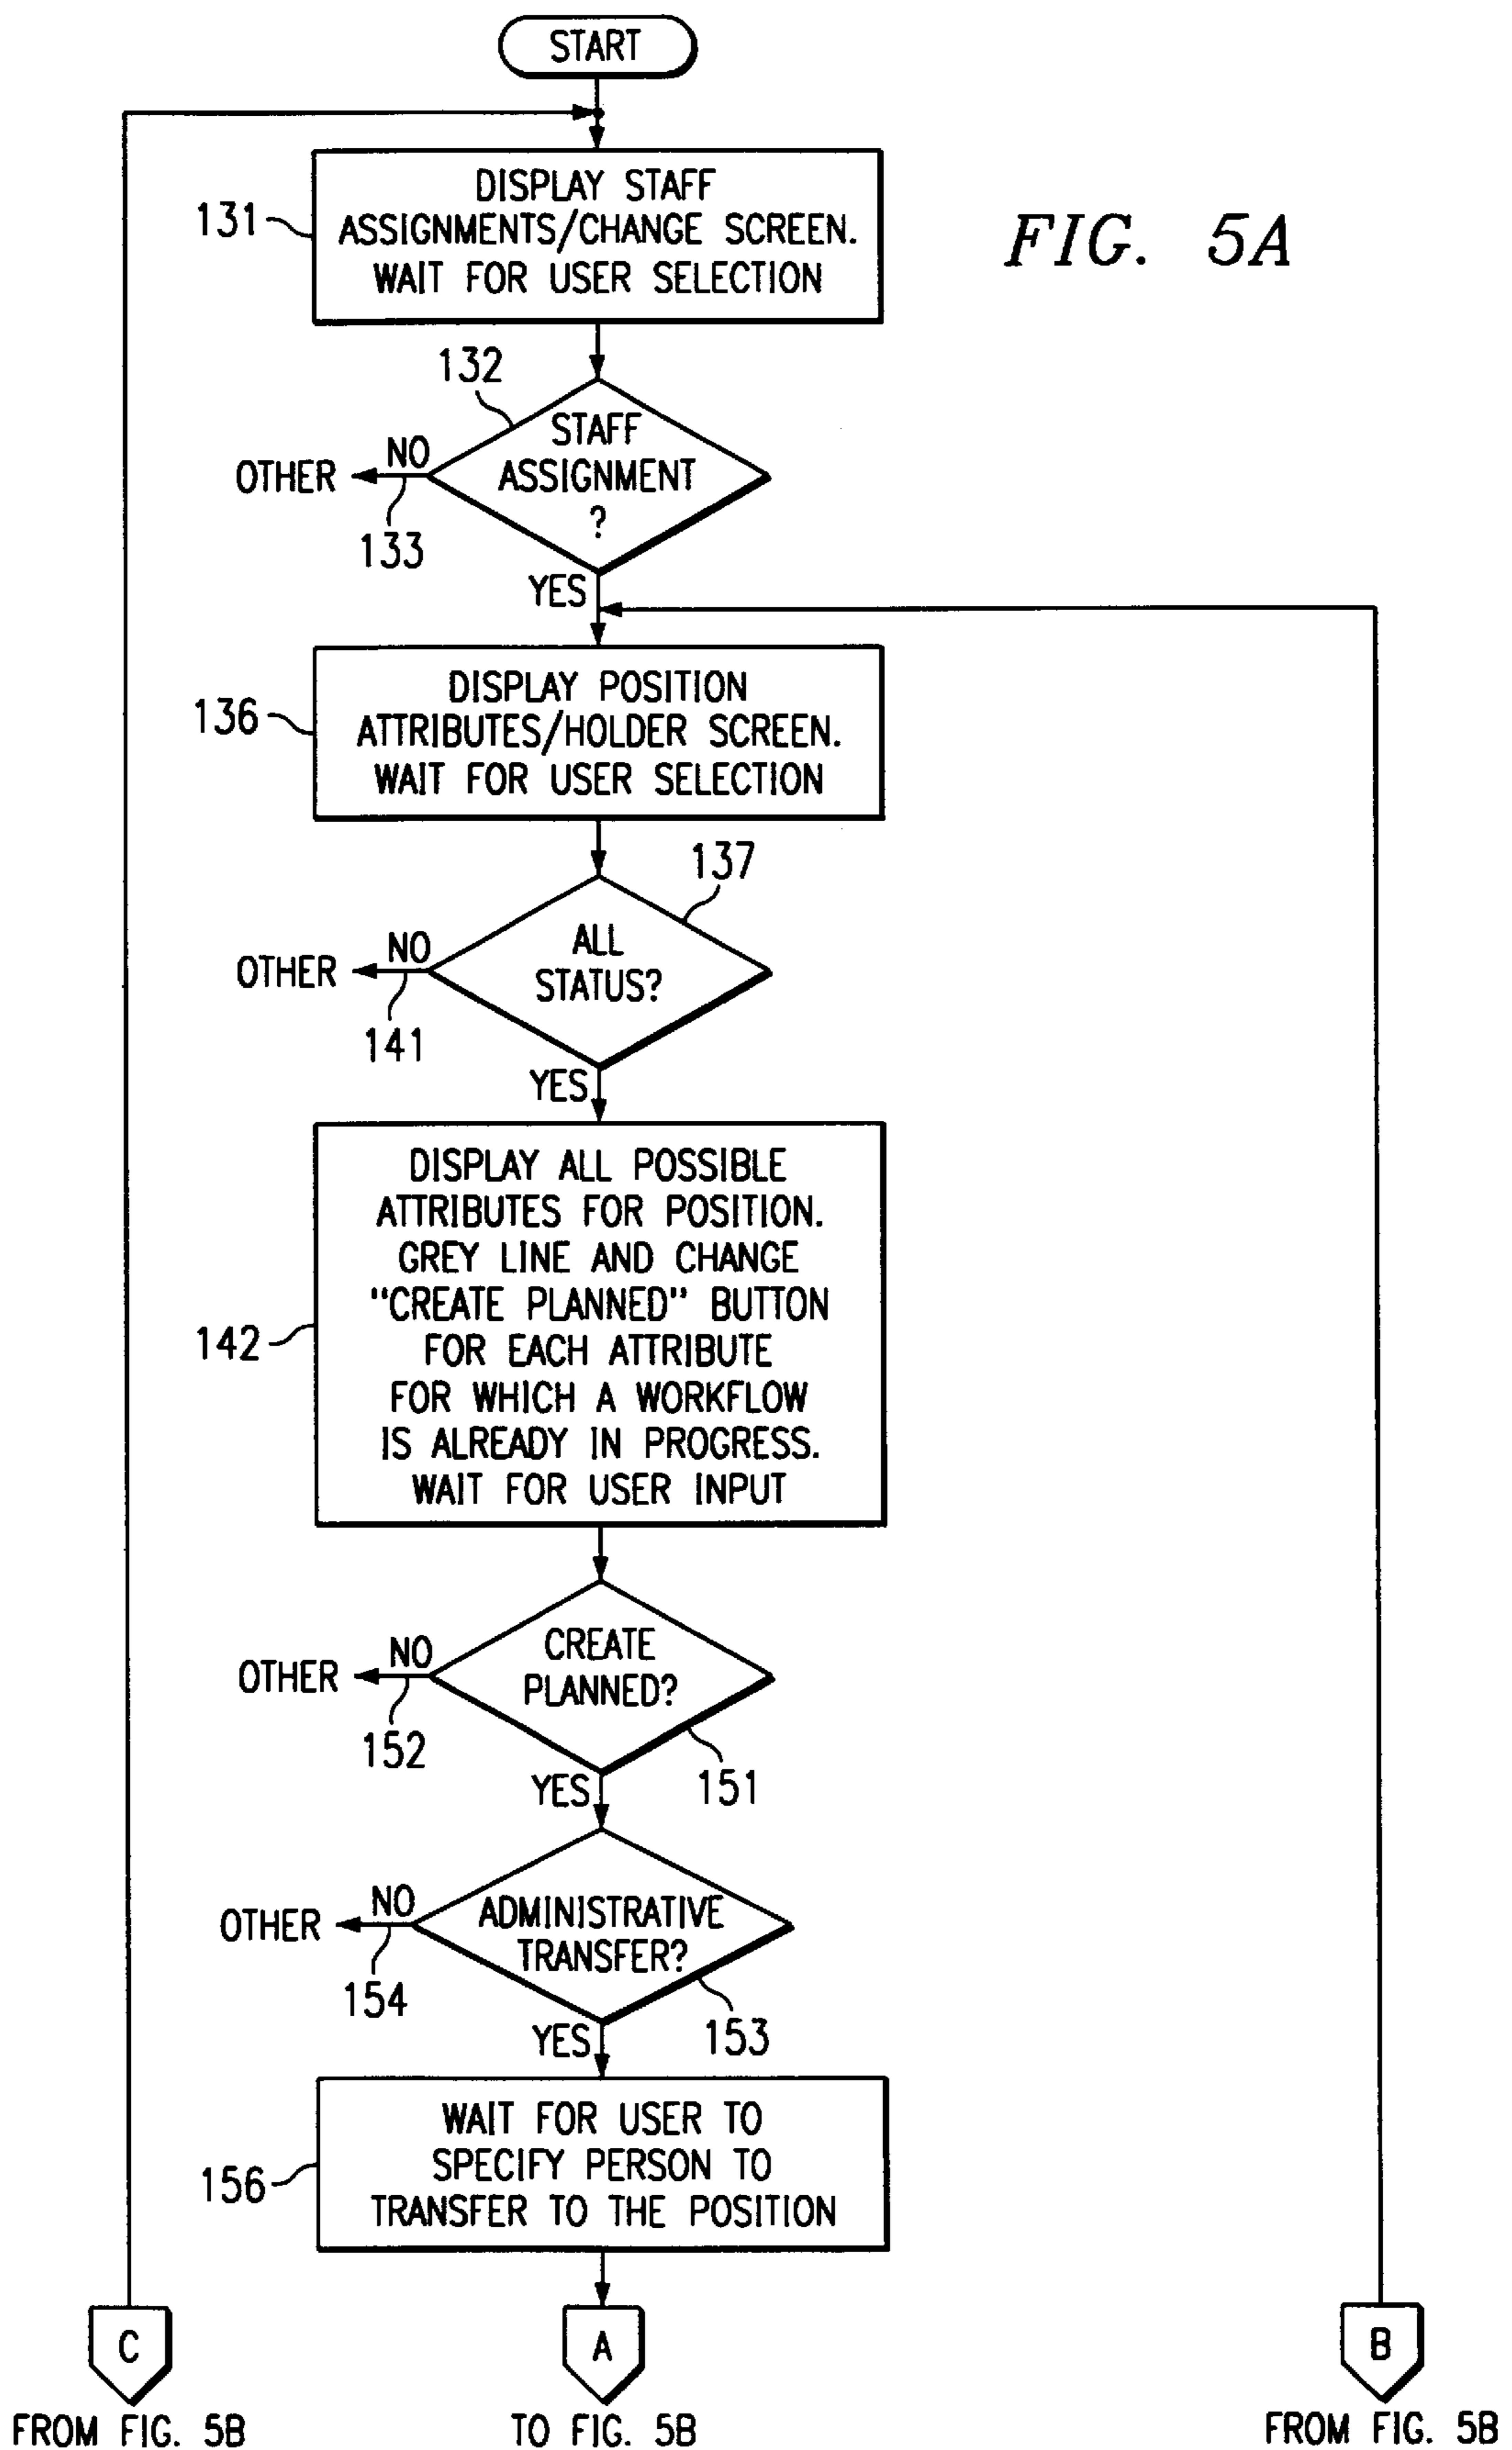 START
DISPLAY STAFF
ASSIGNMENTS/CHANGE SCREEN.
WAIT FOR USER SELECTION
131
FIG. 5A
132
STAFF
ASSIGNMENT
?
NO
OTHER
133
YES
DISPLAY POSITION
ATTRIBUTES/HOLDER SCREEN.
WAIT FOR USER SELECTION
136
137
ALL
STATUS?
NO
OTHER
141
YES
DISPLAY ALL POSSIBLE
ATTRIBUTES FOR POSITION.
GREY LINE AND CHANGE
"CREATE PLANNED" BUTTON
FOR EACH ATTRIBUTE
FOR WHICH A WORKFLOW
IS ALREADY IN PROGRESS.
WAIT FOR USER INPUT
142
CREATE
PLANNED?
NO
OTHER
152
151
YES
ADMINISTRATIVE
TRANSFER?
NO
OTHER
154
153
YES
WAIT FOR USER TO
SPECIFY PERSON TO
TRANSFER TO THE POSITION
156
C
A
B
FROM FIG. 5B
TO FIG. 5B
FROM FIG. 5B